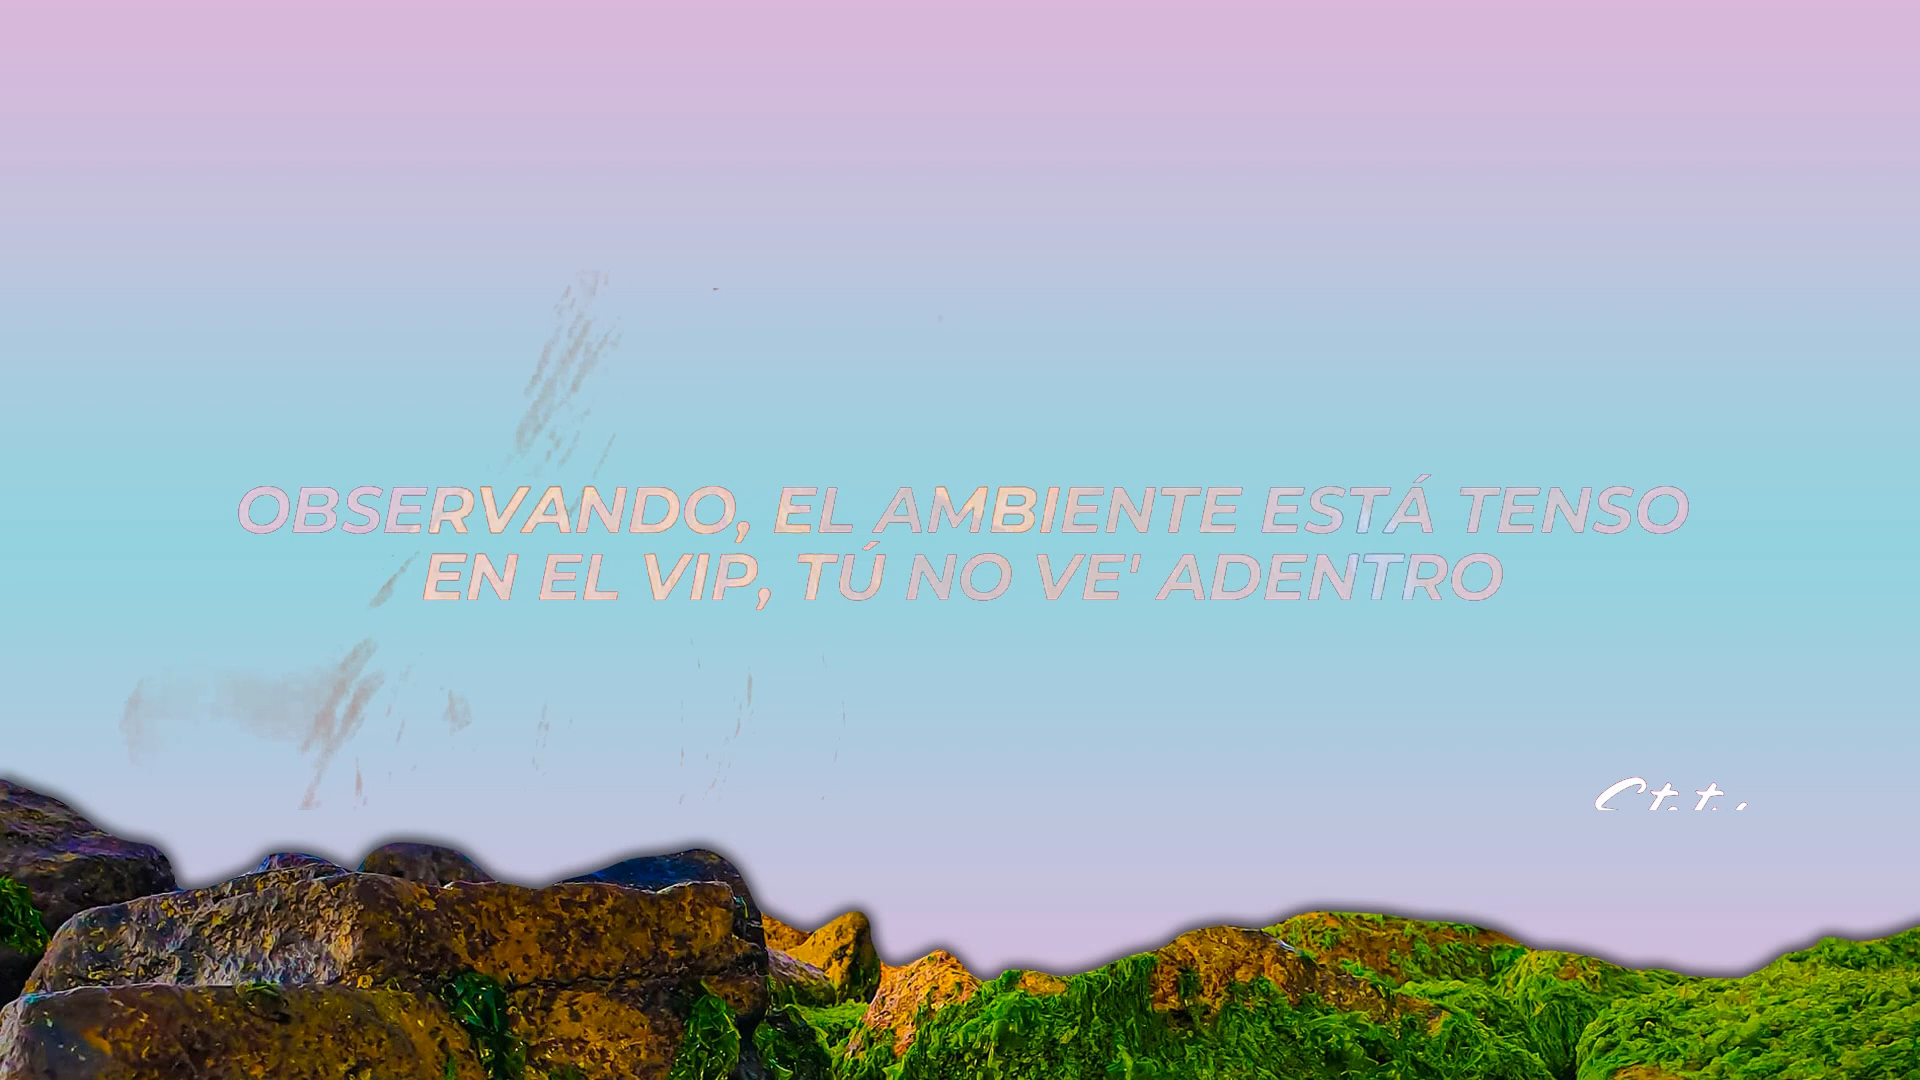 OBSERVANDO, EL AMBIENTE ESTÁ TENSO
EN EL VIP, TÚ NO VE' ADENTRO